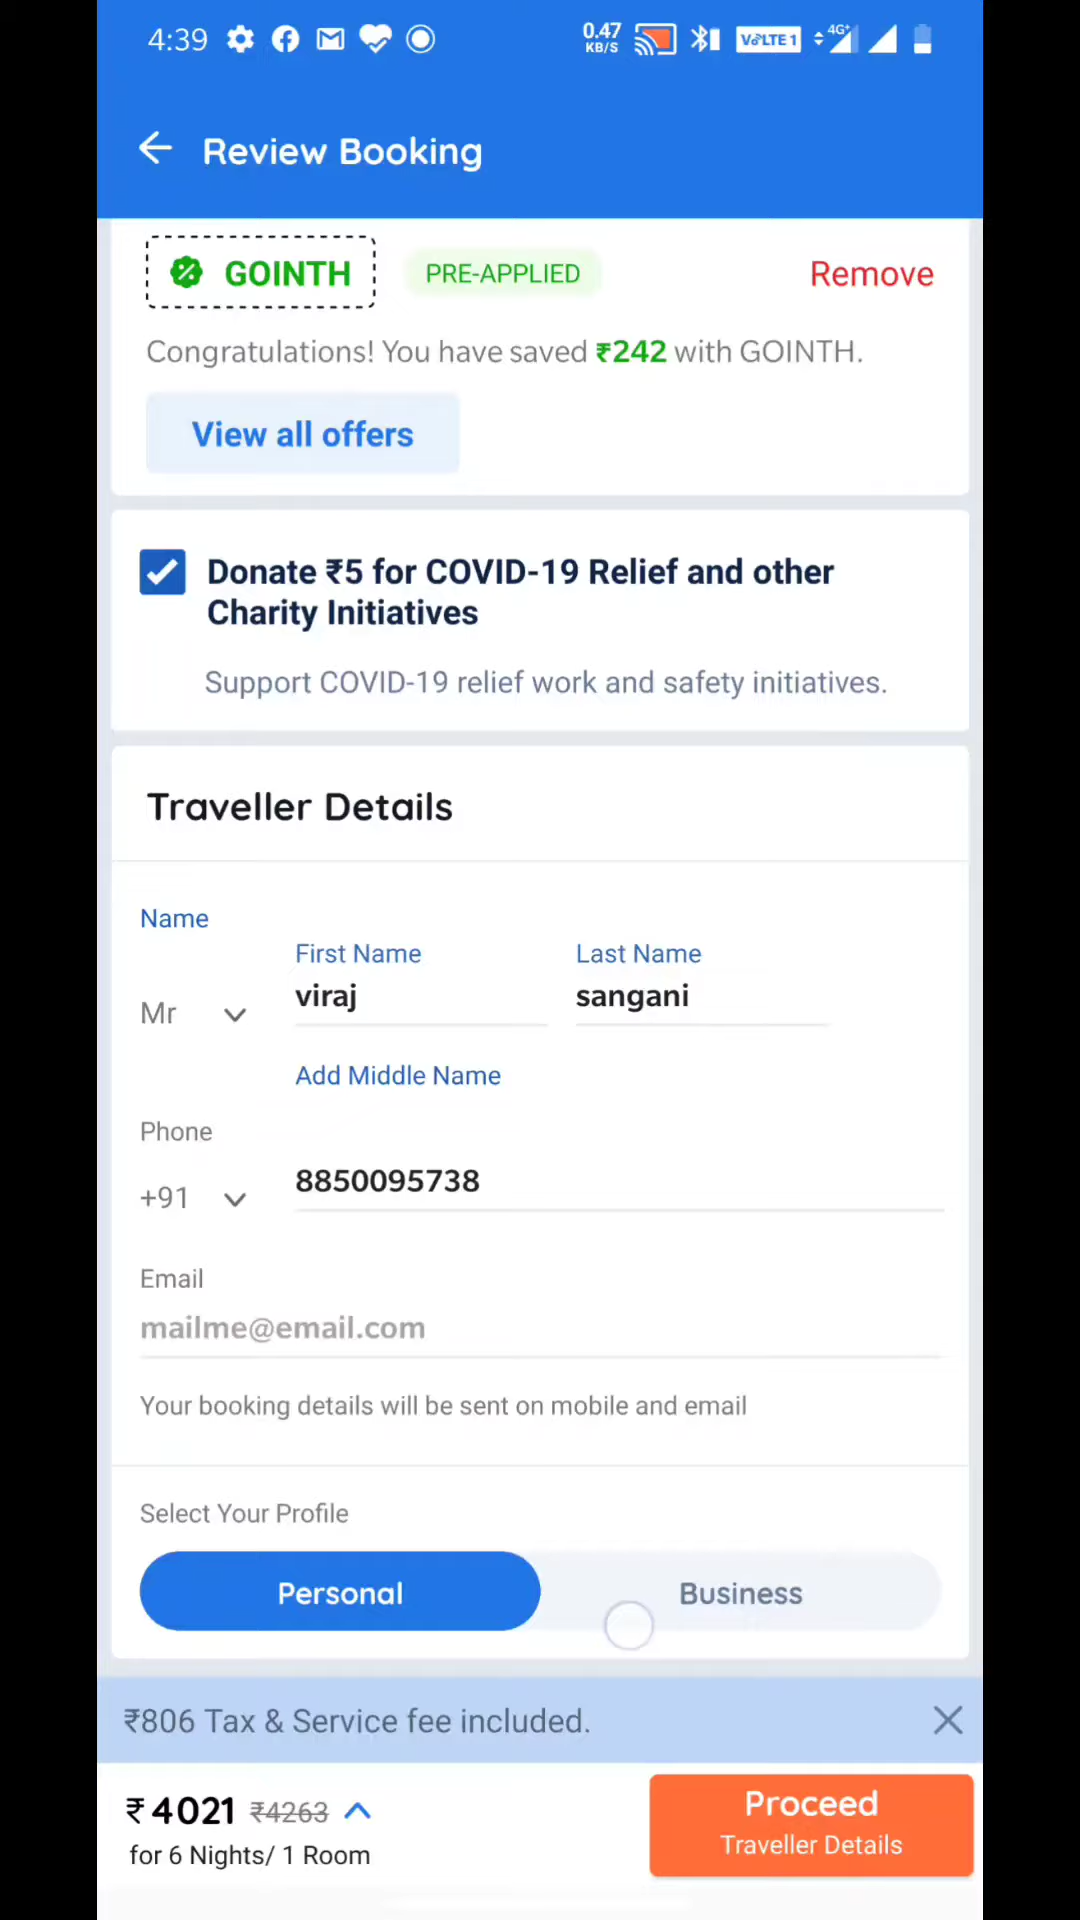 4:39
0.47
KB/S
VoLTE 1
4G+
Review Booking
GOINTH
PRE-APPLIED
Remove
Congratulations! You have saved ₹242 with GOINTH.
View all offers
Donate ₹5 for COVID-19 Relief and other
Charity Initiatives
Support COVID-19 relief work and safety initiatives.
Traveller Details
Name
First Name
Last Name
Mr
viraj
sangani
Add Middle Name
Phone
+91
8850095738
Email
mailme@email.com
Your booking details will be sent on mobile and email
Select Your Profile
Personal
Business
₹806 Tax & Service fee included.
₹4021 ₹4263
for 6 Nights/ 1 Room
Proceed
Traveller Details